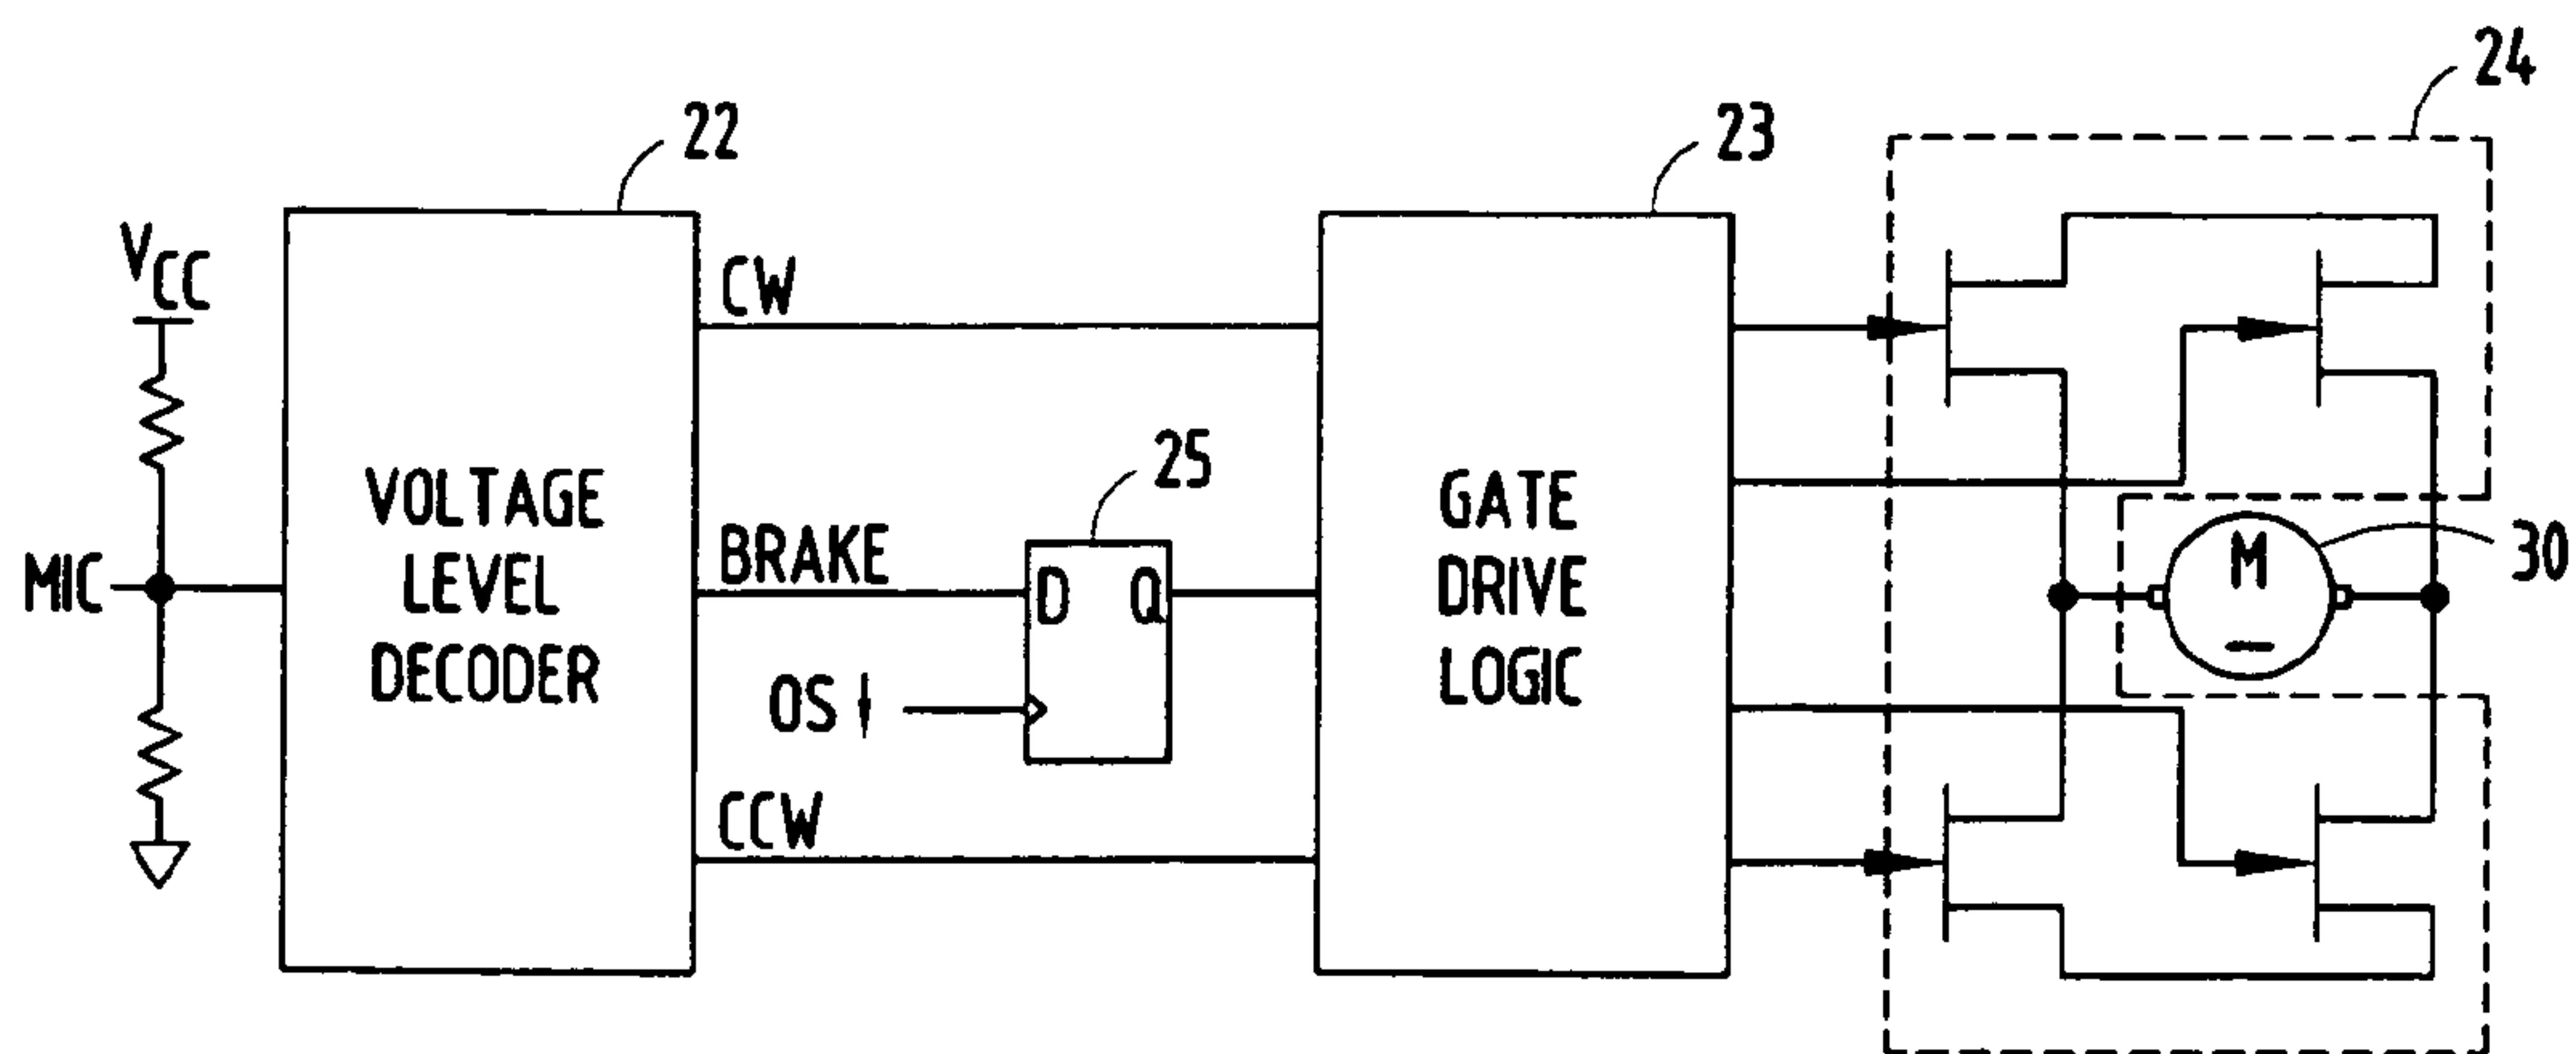 24
22
23
VCC
CW
25
VOLTAGE
LEVEL
DECODER
GATE
DRIVE
LOGIC
MIC
BRAKE
D Q
M
30
OS ↓
CCW